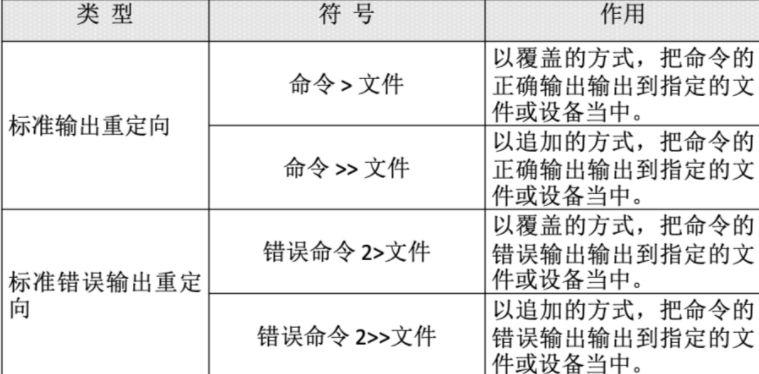 类 型
符 号
作用
标准输出重定向
命令 > 文件
以覆盖的方式，把命令的
正确输出输出到指定的文
件或设备当中。
命令 >> 文件
以追加的方式，把命令的
正确输出输出到指定的文
件或设备当中。
标准错误输出重定
向
错误命令 2>文件
以覆盖的方式，把命令的
错误输出输出到指定的文
件或设备当中。
错误命令 2>>文件
以追加的方式，把命令的
错误输出输出到指定的文
件或设备当中。